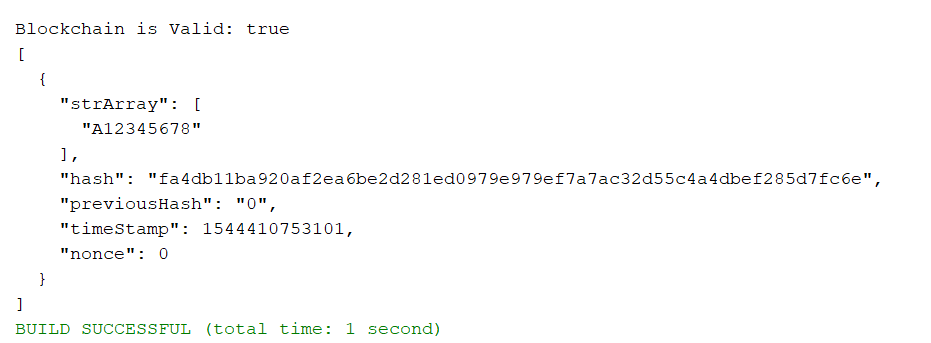 Blockchain is Valid: true
[
  {
    "strArray": [
      "A12345678"
    ],
    "hash": "fa4db11ba920af2ea6be2d281ed0979e979ef7a7ac32d55c4a4dbef285d7fc6e",
    "previousHash": "0",
    "timeStamp": 1544410753101,
    "nonce": 0
  }
]
BUILD SUCCESSFUL (total time: 1 second)